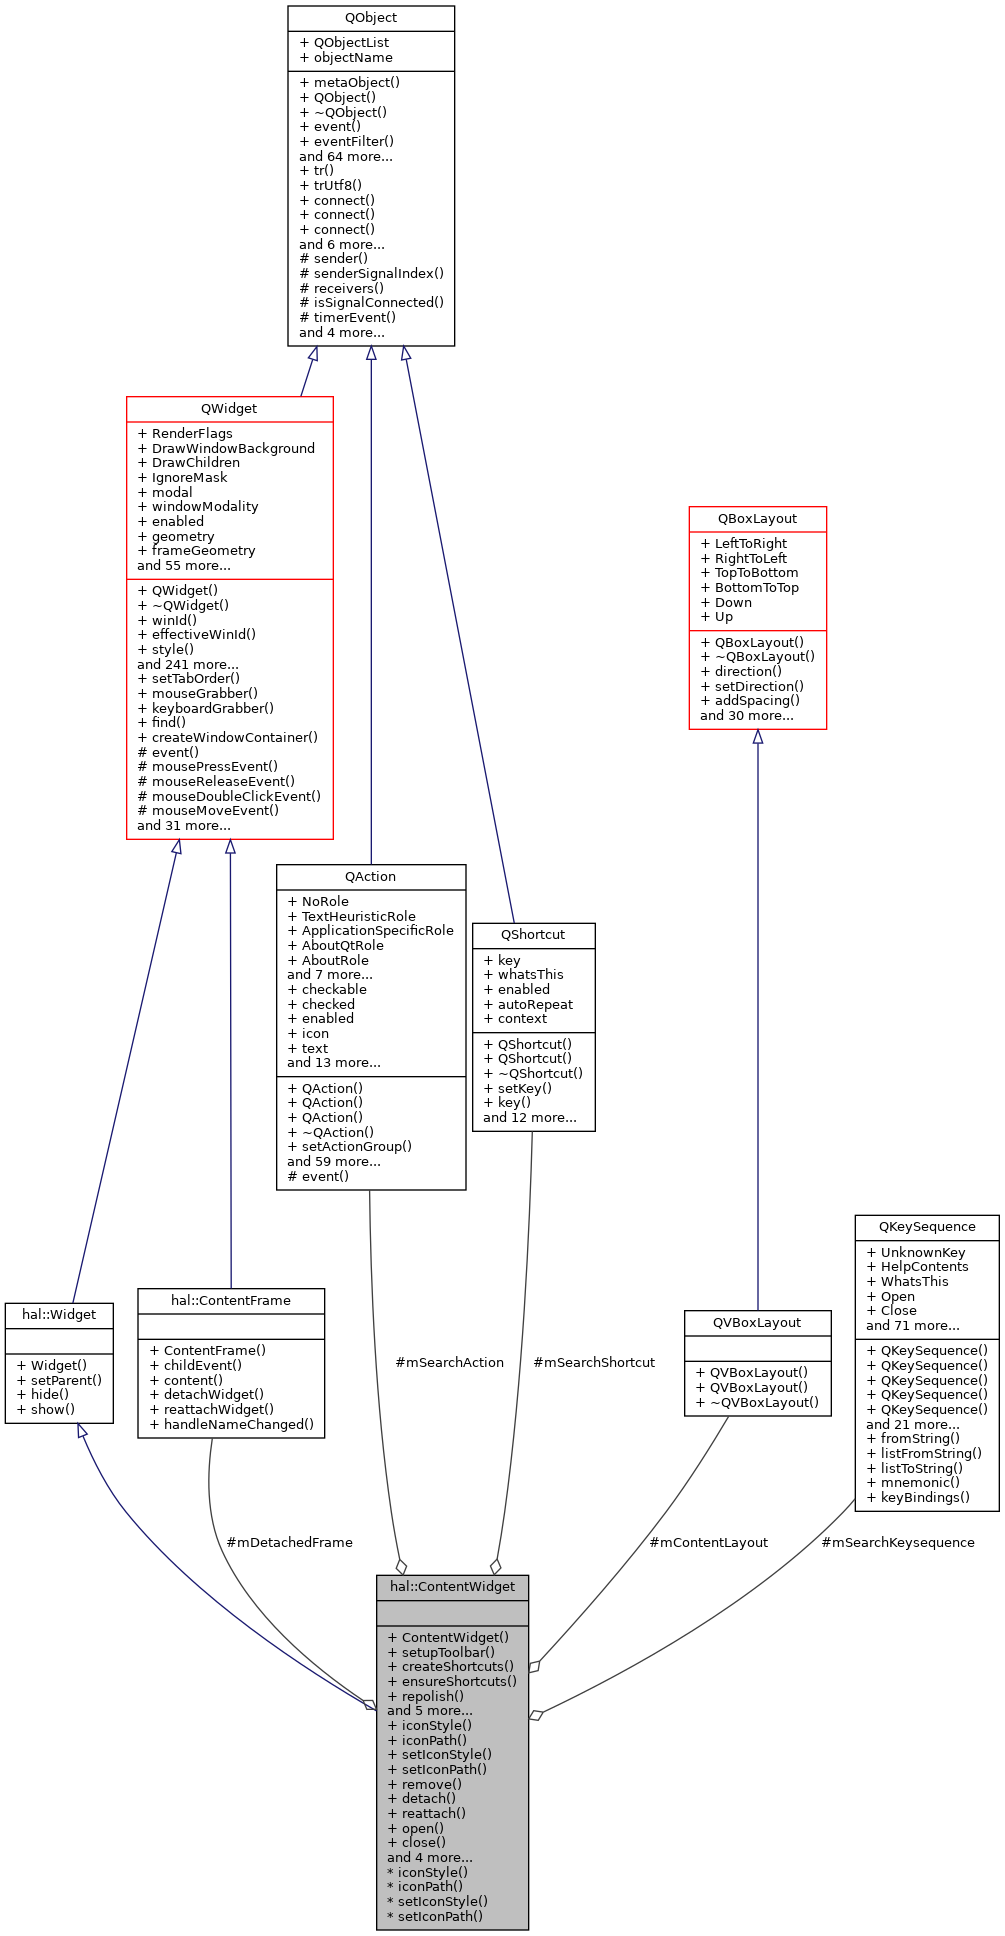 QObject
+ QObjectList
+ objectName
+ metaObject()
+ QObject()
+ ~QObject()
+ event()
+ eventFilter()
and 64 more...
+ tr()
+ trUtf8()
+ connect()
+ connect()
+ connect()
and 6 more...
# sender()
# senderSignalIndex()
# receivers()
# isSignalConnected()
# timerEvent()
and 4 more...
QWidget
+ RenderFlags
+ DrawWindowBackground
+ DrawChildren
+ IgnoreMask
+ modal
+ windowModality
+ enabled
+ geometry
+ frameGeometry
and 55 more...
+ QWidget()
+ ~QWidget()
+ winId()
+ effectiveWinId()
+ style()
and 241 more...
+ setTabOrder()
+ mouseGrabber()
+ keyboardGrabber()
+ find()
+ createWindowContainer()
# event()
# mousePressEvent()
# mouseReleaseEvent()
# mouseDoubleClickEvent()
# mouseMoveEvent()
and 31 more...
QBoxLayout
+ LeftToRight
+ RightToLeft
+ TopToBottom
+ BottomToTop
+ Down
+ Up
+ QBoxLayout()
+ ~QBoxLayout()
+ direction()
+ setDirection()
+ addSpacing()
and 30 more...
QAction
+ NoRole
+ TextHeuristicRole
+ ApplicationSpecificRole
+ AboutQtRole
+ AboutRole
and 7 more...
+ checkable
+ checked
+ enabled
+ icon
+ text
and 13 more...
+ QAction()
+ QAction()
+ QAction()
+ ~QAction()
+ setActionGroup()
and 59 more...
# event()
QShortcut
+ key
+ whatsThis
+ enabled
+ autoRepeat
+ context
+ QShortcut()
+ QShortcut()
+ ~QShortcut()
+ setKey()
+ key()
and 12 more...
QKeySequence
+ UnknownKey
+ HelpContents
+ WhatsThis
+ Open
+ Close
and 71 more...
+ QKeySequence()
+ QKeySequence()
+ QKeySequence()
+ QKeySequence()
+ QKeySequence()
and 21 more...
+ fromString()
+ listFromString()
+ listToString()
+ mnemonic()
+ keyBindings()
hal::Widget
+ Widget()
+ setParent()
+ hide()
+ show()
hal::ContentFrame
+ ContentFrame()
+ childEvent()
+ content()
+ detachWidget()
+ reattachWidget()
+ handleNameChanged()
QVBoxLayout
+ QVBoxLayout()
+ QVBoxLayout()
+ ~QVBoxLayout()
#mSearchAction
#mSearchShortcut
#mDetachedFrame
#mContentLayout
#mSearchKeysequence
hal::ContentWidget
+ ContentWidget()
+ setupToolbar()
+ createShortcuts()
+ ensureShortcuts()
+ repolish()
and 5 more...
+ iconStyle()
+ iconPath()
+ setIconStyle()
+ setIconPath()
+ remove()
+ detach()
+ reattach()
+ open()
+ close()
and 4 more...
* iconStyle()
* iconPath()
* setIconStyle()
* setIconPath()